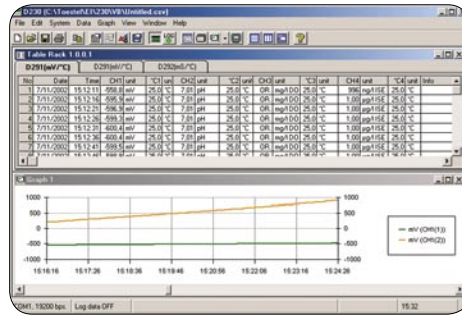 D230 (C:\Toestel\EI\230\VB\Untitled.csv)
File Edit System Data Graph View Window Help
Table Rack 1.0.0.1
D291(mV/°C) D291(mV/°C) D292(mS/°C)
No Date Time CH1 unit °C1 uni CH2 unit °C2 unit CH3 unit °C3 unit CH4 unit °C4 unit Info
1 7/11/2002 15:12:11 -558,8 mV 25,0 °C 7,01 pH 25,0 °C OR mg/l DO 25,0 °C 996 µg/l ISE 25,0 °C
2 7/11/2002 15:12:16 -595,9 mV 25,0 °C 7,01 pH 25,0 °C OR mg/l DO 25,0 °C 1,00 µg/l ISE 25,0 °C
3 7/11/2002 15:12:21 -596,9 mV 25,0 °C 7,01 pH 25,0 °C OR mg/l DO 25,0 °C 1,00 µg/l ISE 25,0 °C
4 7/11/2002 15:12:26 -599,3 mV 25,0 °C 7,01 pH 25,0 °C OR mg/l DO 25,0 °C 1,00 µg/l ISE 25,0 °C
5 7/11/2002 15:12:31 -600,4 mV 25,0 °C 7,01 pH 25,0 °C OR mg/l DO 25,0 °C 1,00 µg/l ISE 25,0 °C
6 7/11/2002 15:12:36 -600,4 mV 25,0 °C 7,01 pH 25,0 °C OR mg/l DO 25,0 °C 1,00 µg/l ISE 25,0 °C
7 7/11/2002 15:12:41 -599,5 mV 25,0 °C 7,01 pH 25,0 °C OR mg/l DO 25,0 °C 1,00 µg/l ISE 25,0 °C
Graph 1
1000 1000
500 500
0 0
-500 -500
-1000 -1000
mV (CH1(1))
mV (CH1(2))
15:16:16 15:17:26 15:18:36 15:19:46 15:20:56 15:22:06 15:23:16 15:24:26
COM1, 19200 bps. Log data OFF 15:32